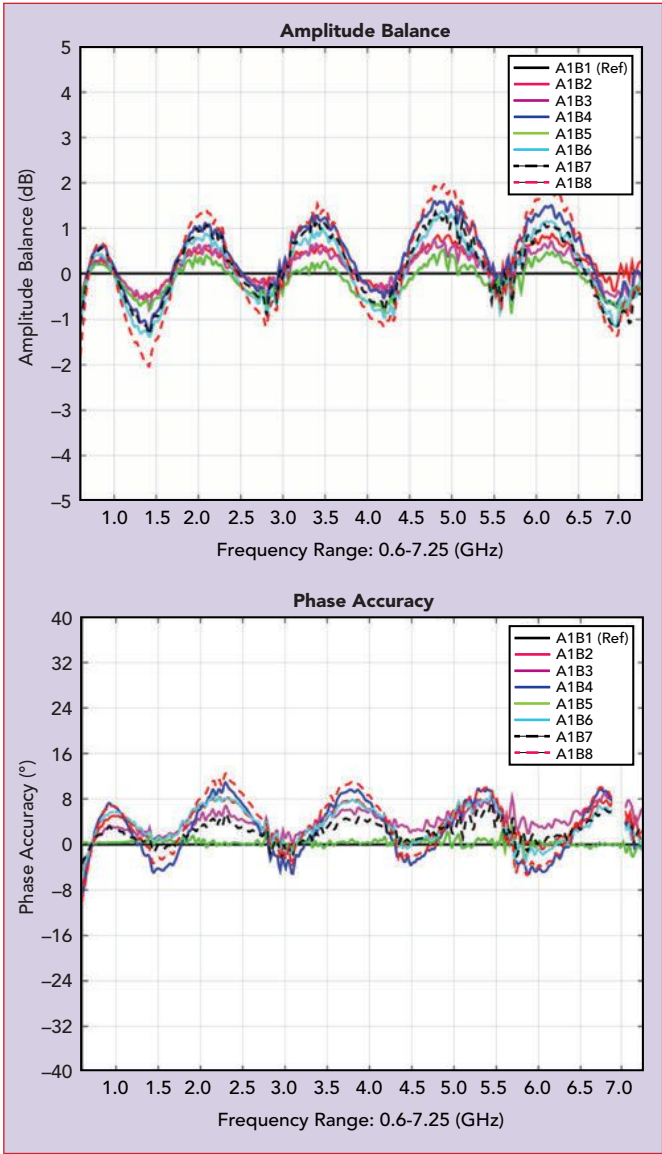 Amplitude Balance
5
4
3
2
1
0
–1
–2
–3
–4
–5
Amplitude Balance (dB)
A1B1 (Ref)
A1B2
A1B3
A1B4
A1B5
A1B6
A1B7
A1B8
1.0 1.5 2.0 2.5 3.0 3.5 4.0 4.5 5.0 5.5 6.0 6.5 7.0
Frequency Range: 0.6-7.25 (GHz)
Phase Accuracy
40
32
24
16
8
0
–8
–16
–24
–32
–40
Phase Accuracy (°)
A1B1 (Ref)
A1B2
A1B3
A1B4
A1B5
A1B6
A1B7
A1B8
1.0 1.5 2.0 2.5 3.0 3.5 4.0 4.5 5.0 5.5 6.0 6.5 7.0
Frequency Range: 0.6-7.25 (GHz)